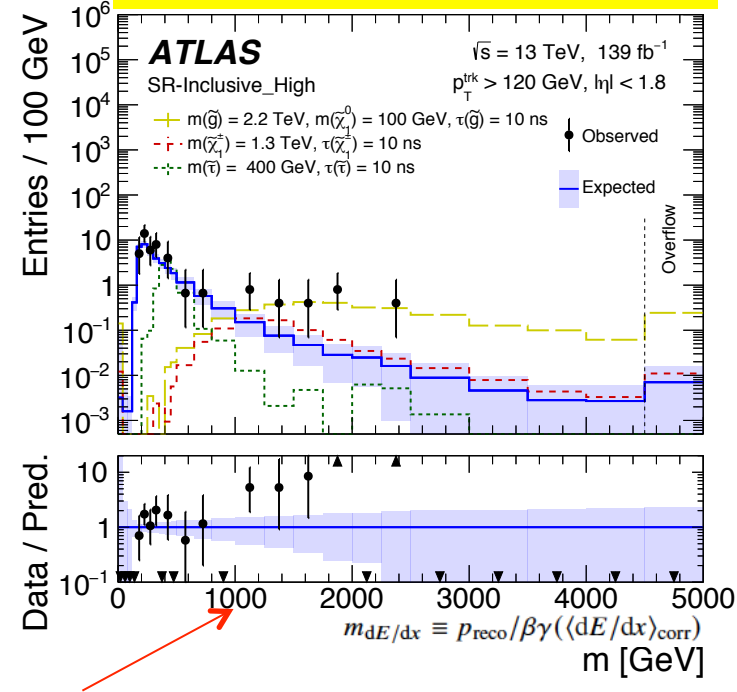 ATLAS
√s = 13 TeV, 139 fb⁻¹
SR-Inclusive_High
p_T^trk > 120 GeV, |η| < 1.8
m(g̃) = 2.2 TeV, m(χ̃₁⁰) = 100 GeV, τ(g̃) = 10 ns
m(χ̃₁±) = 1.3 TeV, τ(χ̃₁±) = 10 ns
m(τ̃) = 400 GeV, τ(τ̃) = 10 ns
Observed
Expected
Overflow
Entries / 100 GeV
10⁶
10⁵
10⁴
10³
10²
10
1
10⁻¹
10⁻²
10⁻³
Data / Pred.
10
1
10⁻¹
0 1000 2000 3000 4000 5000
m_dE/dx ≡ p_reco/βγ(⟨dE/dx⟩_corr)
m [GeV]